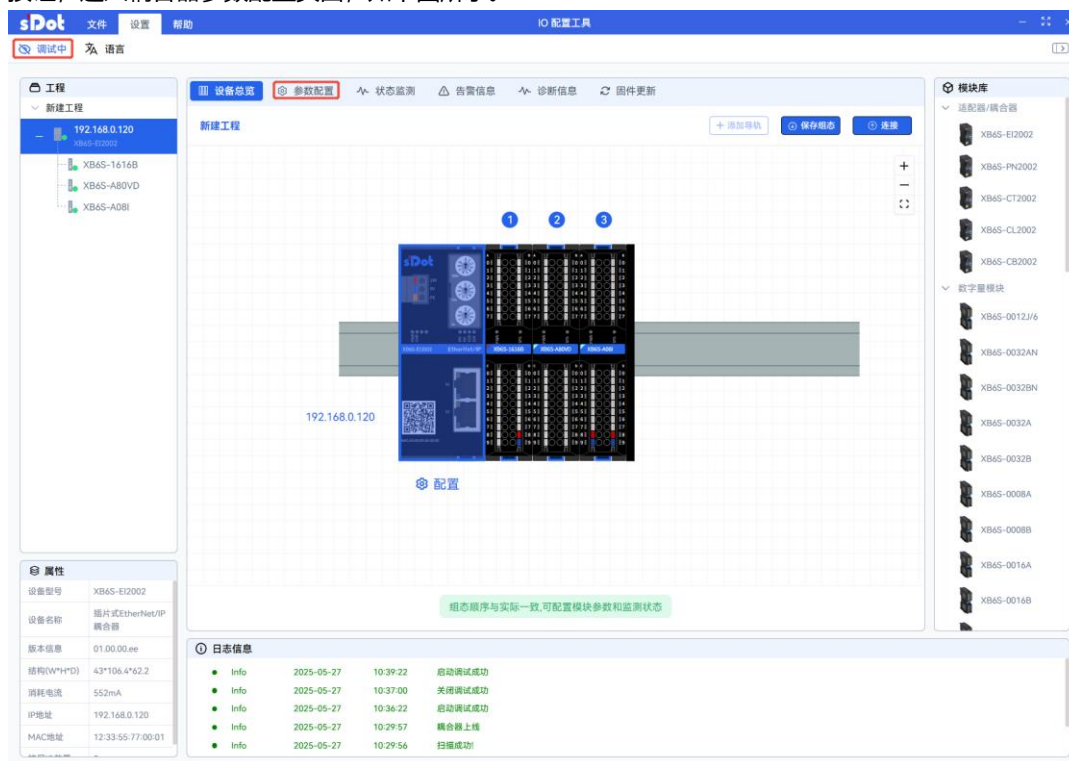 sDot 文件 设置 帮助 IO 配置工具
调试中 语言
工程
新建工程
192.168.0.120
XB6S-EI2002
XB6S-1616B
XB6S-A80VD
XB6S-A08I
设备总览 参数配置 状态监测 告警信息 诊断信息 固件更新
新建工程 + 添加导轨 保存组态 连接
1 2 3
sDot
XB6S-EI2002 EtherNet/IP XB6S-1616B XB6S-A80VD XB6S-A08I
192.168.0.120
配置
组态顺序与实际一致,可配置模块参数和监测状态
模块库
适配器/耦合器
XB6S-EI2002
XB6S-PN2002
XB6S-CT2002
XB6S-CL2002
XB6S-CB2002
数字量模块
XB6S-0012J/6
XB6S-0032AN
XB6S-0032BN
XB6S-0032A
XB6S-0032B
XB6S-0008A
XB6S-0008B
XB6S-0016A
XB6S-0016B
属性
设备型号 XB6S-EI2002
设备名称 插片式EtherNet/IP
耦合器
版本信息 01.00.00.ee
结构(W*H*D) 43*106.4*62.2
消耗电流 552mA
IP地址 192.168.0.120
MAC地址 12:33:55:77:00:01
日志信息
Info 2025-05-27 10:39:22 启动调试成功
Info 2025-05-27 10:37:00 关闭调试成功
Info 2025-05-27 10:36:22 启动调试成功
Info 2025-05-27 10:29:57 耦合器上线
Info 2025-05-27 10:29:56 扫描成功!